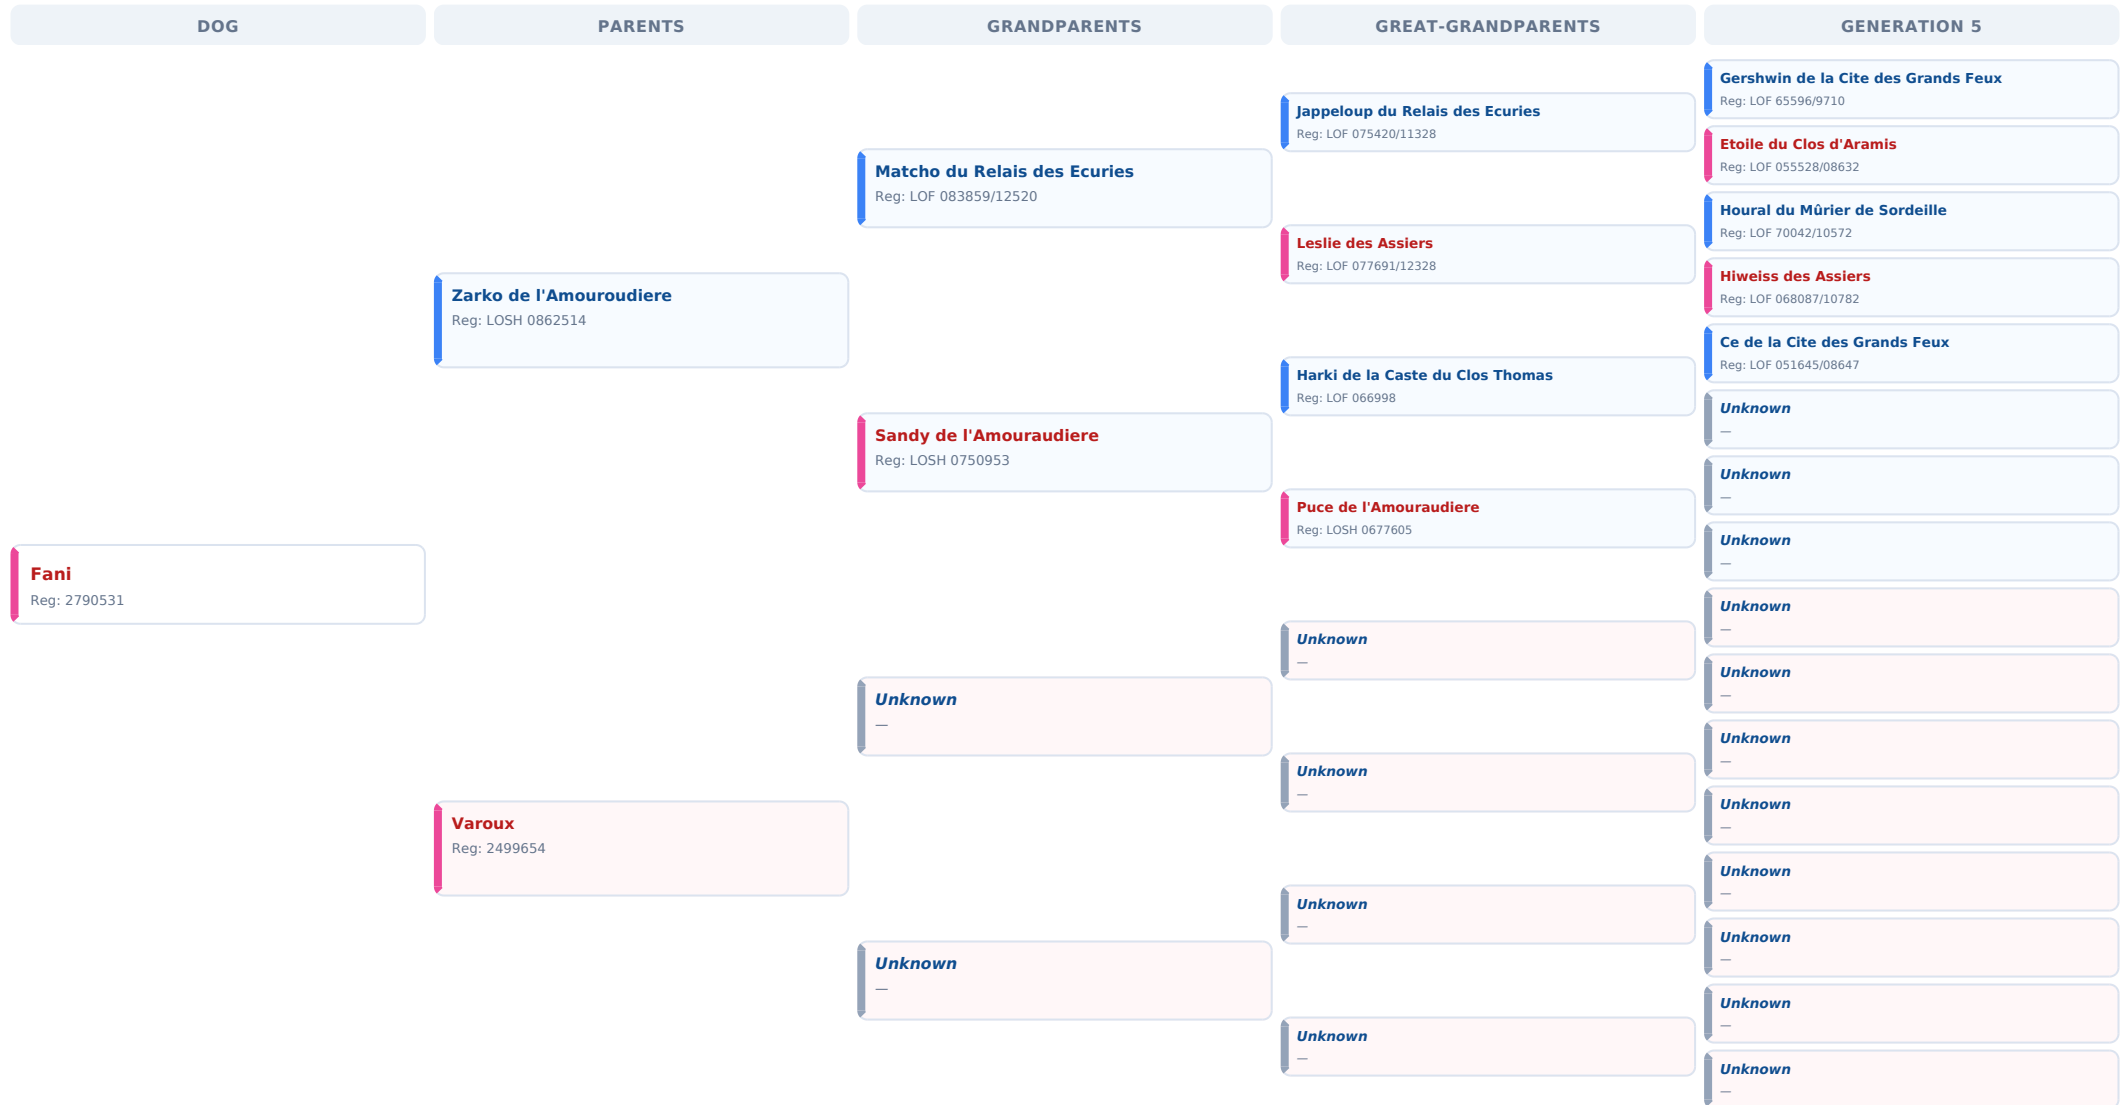 DOG
PARENTS
GRANDPARENTS
GREAT-GRANDPARENTS
GENERATION 5
Fani
Reg: 2790531
Zarko de l'Amouroudiere
Reg: LOSH 0862514
Varoux
Reg: 2499654
Matcho du Relais des Ecuries
Reg: LOF 083859/12520
Sandy de l'Amouraudiere
Reg: LOSH 0750953
Unknown
—
Unknown
—
Jappeloup du Relais des Ecuries
Reg: LOF 075420/11328
Leslie des Assiers
Reg: LOF 077691/12328
Harki de la Caste du Clos Thomas
Reg: LOF 066998
Puce de l'Amouraudiere
Reg: LOSH 0677605
Unknown
—
Unknown
—
Unknown
—
Unknown
—
Gershwin de la Cite des Grands Feux
Reg: LOF 65596/9710
Etoile du Clos d'Aramis
Reg: LOF 055528/08632
Houral du Mûrier de Sordeille
Reg: LOF 70042/10572
Hiweiss des Assiers
Reg: LOF 068087/10782
Ce de la Cite des Grands Feux
Reg: LOF 051645/08647
Unknown
—
Unknown
—
Unknown
—
Unknown
—
Unknown
—
Unknown
—
Unknown
—
Unknown
—
Unknown
—
Unknown
—
Unknown
—